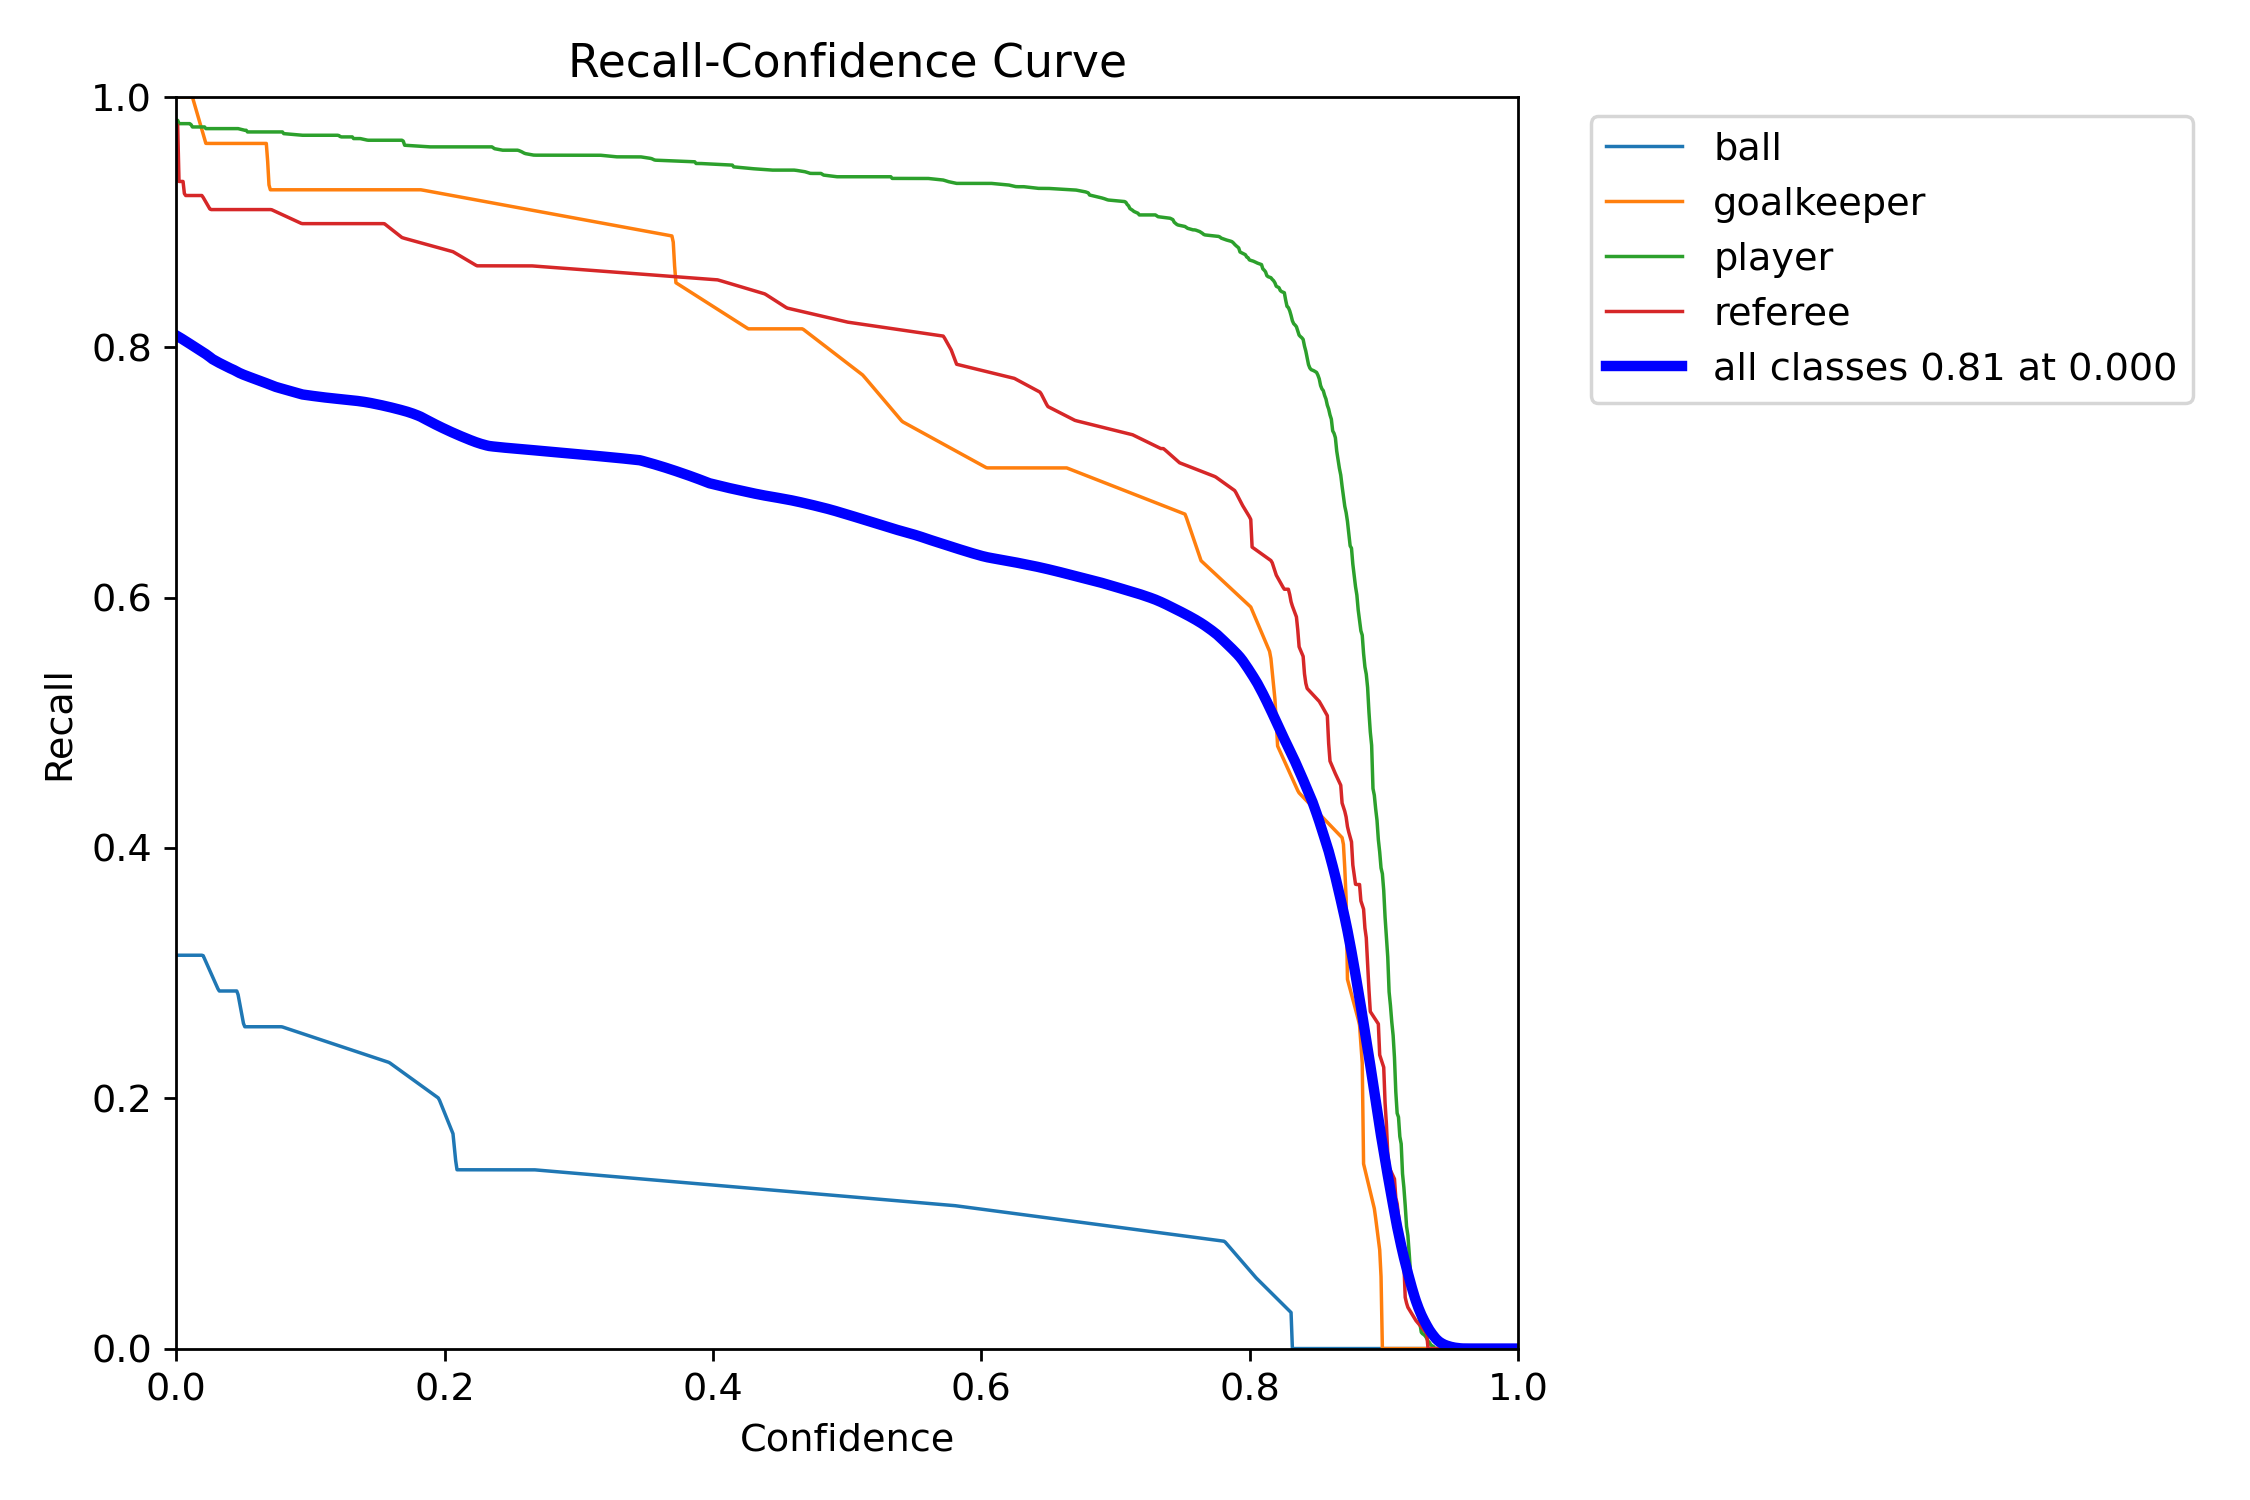 Recall-Confidence Curve
1.0
0.8
0.6
0.4
0.2
0.0
Recall
0.0 0.2 0.4 0.6 0.8 1.0
Confidence
ball
goalkeeper
player
referee
all classes 0.81 at 0.000